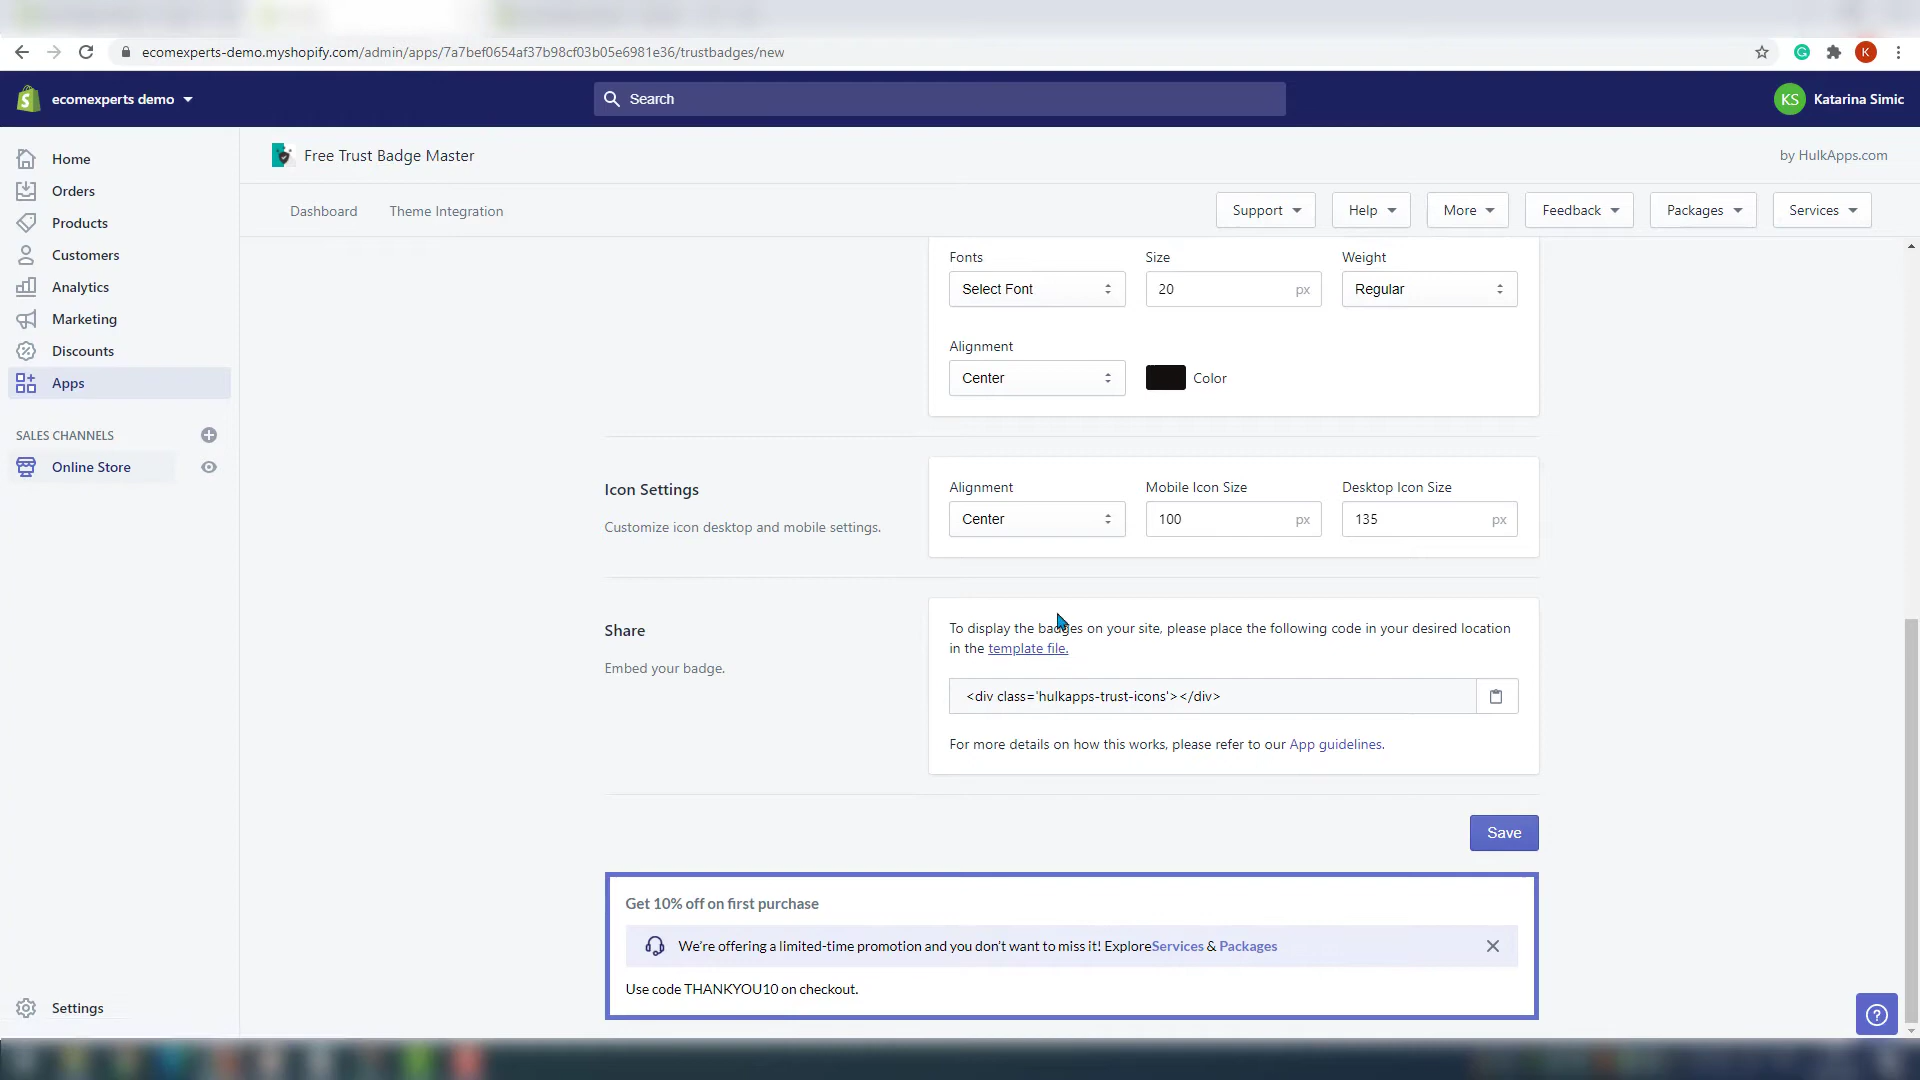 ecomexperts-demo.myshopify.com/admin/apps/7a7bef0654af37b98cf03b05e6981e36/trustbadges/new
K
ecomexperts demo
Search
KS
Katarina Simic
Home
Orders
Products
Customers
Analytics
Marketing
Discounts
Apps
SALES CHANNELS
Online Store
Settings
Free Trust Badge Master
by HulkApps.com
Dashboard
Theme Integration
Support
Help
More
Feedback
Packages
Services
Fonts
Size
Weight
Select Font
20 px
Regular
Alignment
Center
Color
Icon Settings
Customize icon desktop and mobile settings.
Alignment
Mobile Icon Size
Desktop Icon Size
Center
100 px
135 px
Share
Embed your badge.
To display the badges on your site, please place the following code in your desired location
in the template file.
<div class='hulkapps-trust-icons'></div>
For more details on how this works, please refer to our App guidelines.
Save
Get 10% off on first purchase
We're offering a limited-time promotion and you don't want to miss it! ExploreServices & Packages
Use code THANKYOU10 on checkout.